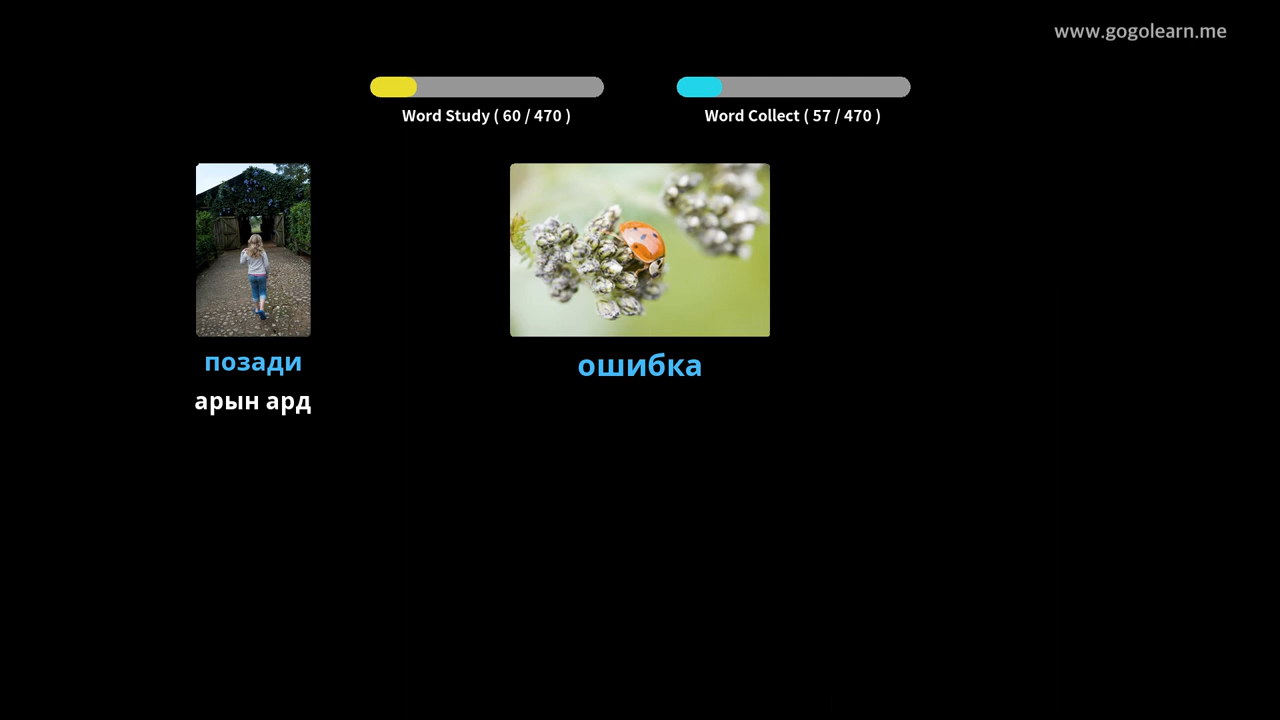 www.gogolearn.me
Word Study ( 60 / 470 )
Word Collect ( 57 / 470 )
позади
арын ард
ошибка